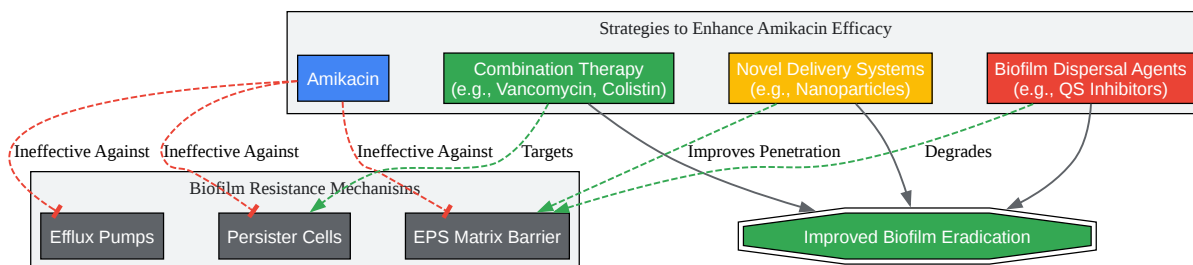 Strategies to Enhance Amikacin Efficacy
Amikacin
Combination Therapy
(e.g., Vancomycin, Colistin)
Novel Delivery Systems
(e.g., Nanoparticles)
Biofilm Dispersal Agents
(e.g., QS Inhibitors)
Ineffective Against
Ineffective Against
Ineffective Against
Targets
Improves Penetration
Degrades
Biofilm Resistance Mechanisms
Efflux Pumps
Persister Cells
EPS Matrix Barrier
Improved Biofilm Eradication